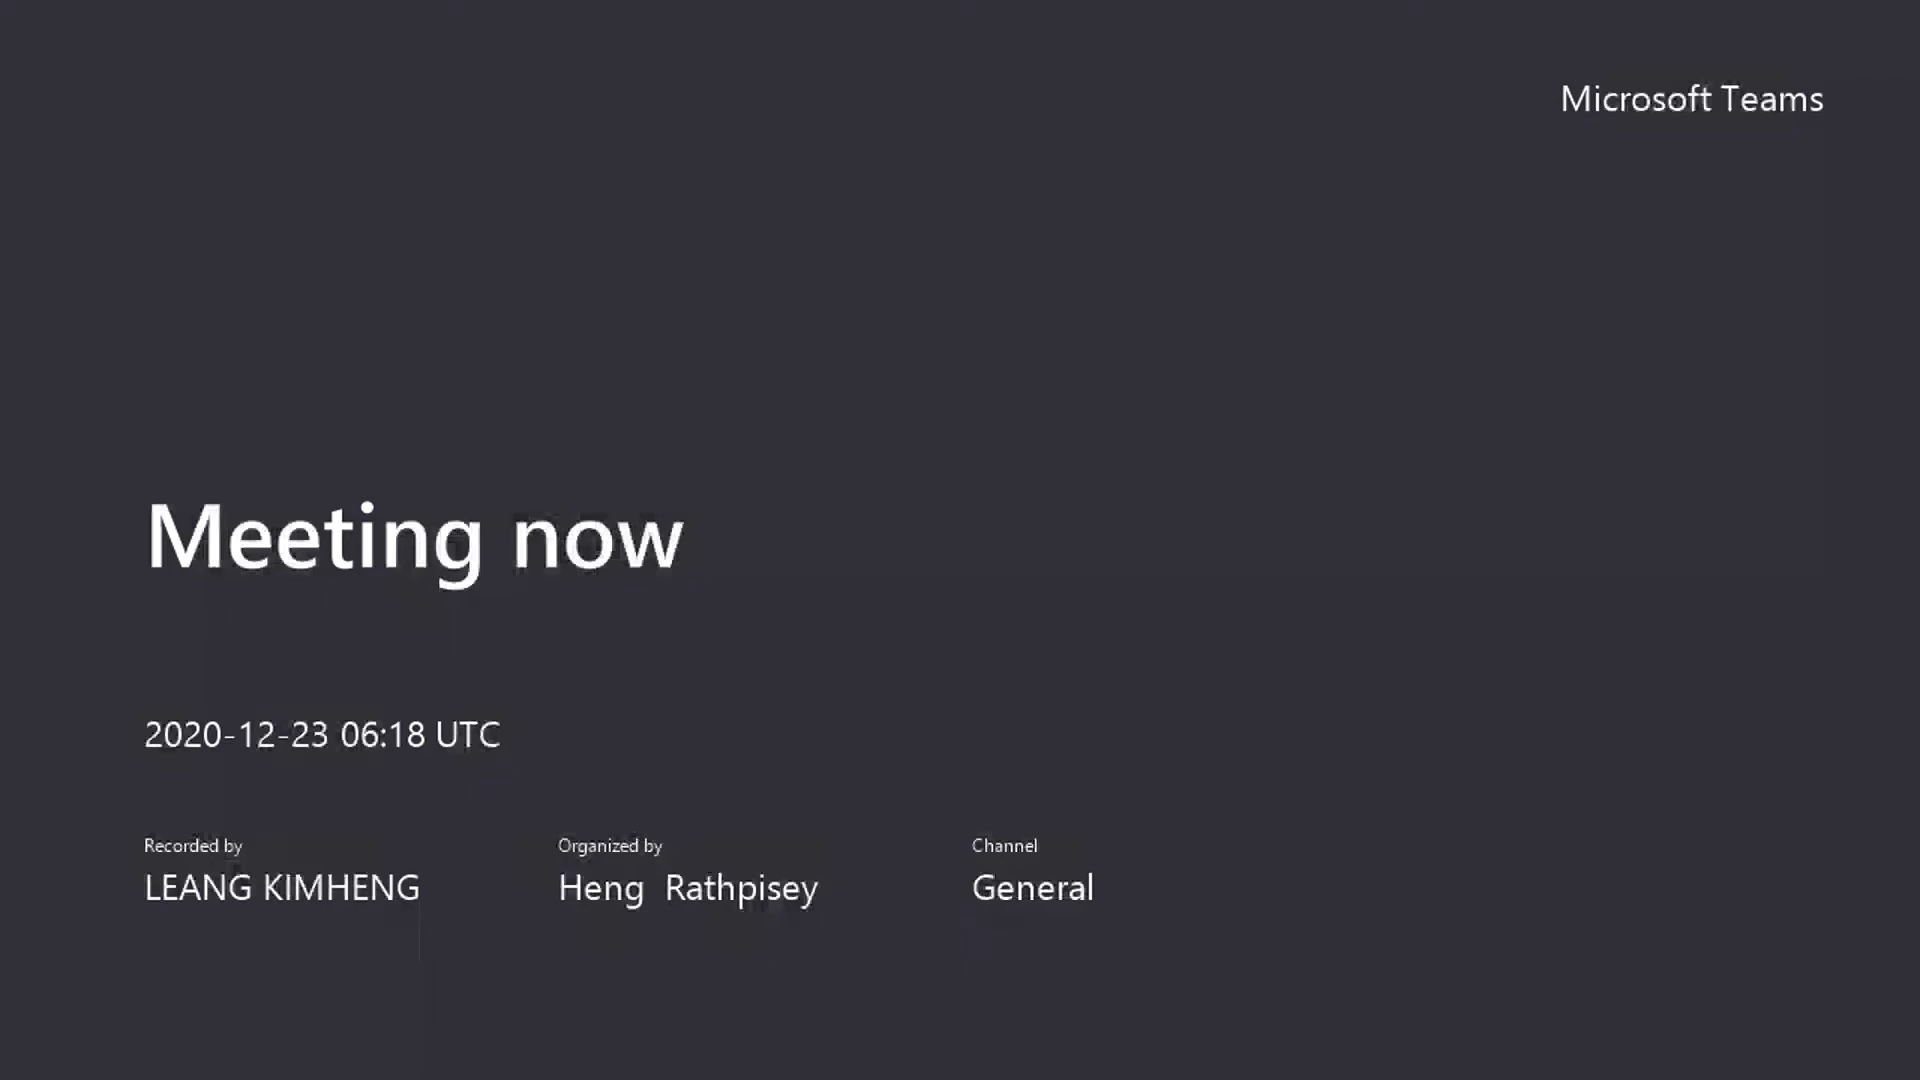 Microsoft Teams
Meeting now
2020-12-23 06:18 UTC
Recorded by
LEANG KIMHENG
Organized by
Heng  Rathpisey
Channel
General